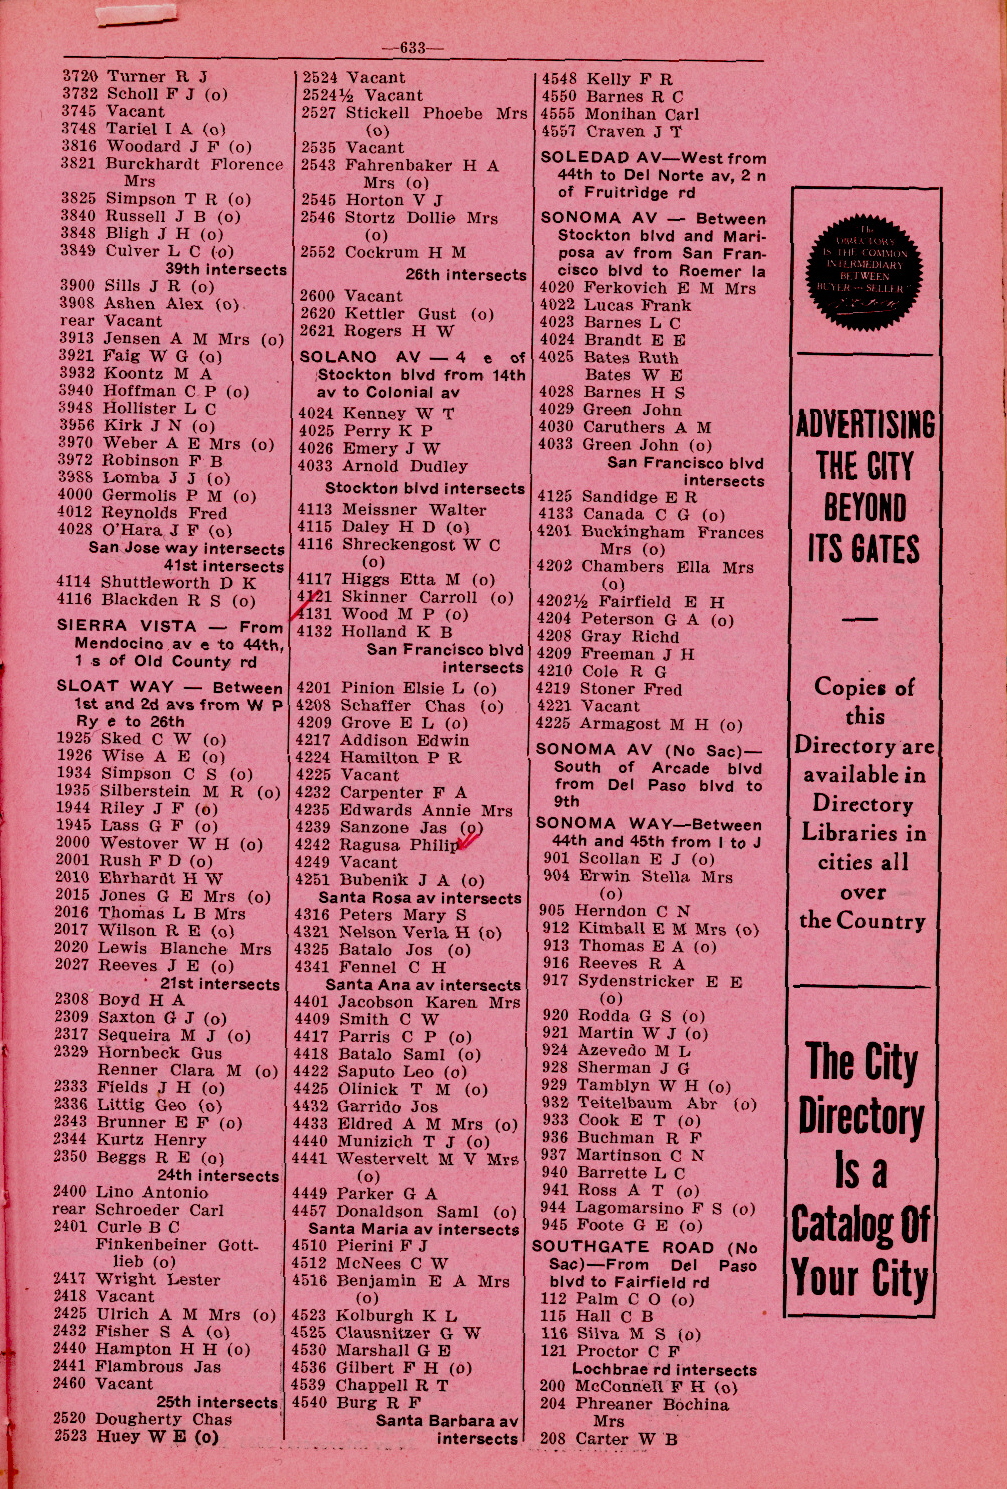 —633—
3720 Turner R J
3732 Scholl F J (o)
3745 Vacant
3748 Tariel I A (o)
3816 Woodard J F (o)
3821 Burckhardt Florence
Mrs
3825 Simpson T R (o)
3840 Russell J B (o)
3848 Bligh J H (o)
3849 Culver L C (o)
39th intersects
3900 Sills J R (o)
3908 Ashen Alex (o)
rear Vacant
3913 Jensen A M Mrs (o)
3921 Faig W G (o)
3932 Koontz M A
3940 Hoffman C P (o)
3948 Hollister L C
3956 Kirk J N (o)
3970 Weber A E Mrs (o)
3972 Robinson F B
3988 Lomba J J (o)
4000 Germolis P M (o)
4012 Reynolds Fred
4028 O'Hara J F (o)
San Jose way intersects
41st intersects
4114 Shuttleworth D K
4116 Blackden R S (o)
SIERRA VISTA — From
Mendocino av e to 44th,
1 s of Old County rd
SLOAT WAY — Between
1st and 2d avs from W P
Ry e to 26th
1925 Sked C W (o)
1926 Wise A E (o)
1934 Simpson C S (o)
1935 Silberstein M R (o)
1944 Riley J F (o)
1945 Lass G F (o)
2000 Westover W H (o)
2001 Rush F D (o)
2010 Ehrhardt H W
2015 Jones G E Mrs (o)
2016 Thomas L B Mrs
2017 Wilson R E (o)
2020 Lewis Blanche Mrs
2027 Reeves J E (o)
21st intersects
2308 Boyd H A
2309 Saxton G J (o)
2317 Sequeira M J (o)
2329 Hornbeck Gus
Renner Clara M (o)
2333 Fields J H (o)
2336 Littig Geo (o)
2343 Brunner E F (o)
2344 Kurtz Henry
2350 Beggs R E (o)
24th intersects
2400 Lino Antonio
rear Schroeder Carl
2401 Curle B C
Finkenbeiner Gott-
lieb (o)
2417 Wright Lester
2418 Vacant
2425 Ulrich A M Mrs (o)
2432 Fisher S A (o)
2440 Hampton H H (o)
2441 Flambrous Jas
2460 Vacant
25th intersects
2520 Dougherty Chas
2523 Huey W E (o)
2524 Vacant
2524½ Vacant
2527 Stickell Phoebe Mrs
(o)
2535 Vacant
2543 Fahrenbaker H A
Mrs (o)
2545 Horton V J
2546 Stortz Dollie Mrs
(o)
2552 Cockrum H M
26th intersects
2600 Vacant
2620 Kettler Gust (o)
2621 Rogers H W
SOLANO AV — 4 e of
Stockton blvd from 14th
av to Colonial av
4024 Kenney W T
4025 Perry K P
4026 Emery J W
4033 Arnold Dudley
Stockton blvd intersects
4113 Meissner Walter
4115 Daley H D (o)
4116 Shreckengost W C
(o)
4117 Higgs Etta M (o)
4121 Skinner Carroll (o)
4131 Wood M P (o)
4132 Holland K B
San Francisco blvd
intersects
4201 Pinion Elsie L (o)
4208 Schaffer Chas (o)
4209 Grove E L (o)
4217 Addison Edwin
4224 Hamilton P R
4225 Vacant
4232 Carpenter F A
4235 Edwards Annie Mrs
4239 Sanzone Jas (o)
4242 Ragusa Philip
4249 Vacant
4251 Bubenik J A (o)
Santa Rosa av intersects
4316 Peters Mary S
4321 Nelson Verla H (o)
4325 Batalo Jos (o)
4341 Fennel C H
Santa Ana av intersects
4401 Jacobson Karen Mrs
4409 Smith C W
4417 Parris C P (o)
4418 Batalo Saml (o)
4422 Saputo Leo (o)
4425 Olinick T M (o)
4432 Garrido Jos
4433 Eldred A M Mrs (o)
4440 Munizich T J (o)
4441 Westervelt M V Mrs
(o)
4449 Parker G A
4457 Donaldson Saml (o)
Santa Maria av intersects
4510 Pierini F J
4512 McNees C W
4516 Benjamin E A Mrs
(o)
4523 Kolburgh K L
4525 Clausnitzer G W
4530 Marshall G E
4536 Gilbert F H (o)
4539 Chappell R T
4540 Burg R F
Santa Barbara av
intersects
4548 Kelly F R
4550 Barnes R C
4555 Monihan Carl
4557 Craven J T
SOLEDAD AV—West from
44th to Del Norte av, 2 n
of Fruitridge rd
SONOMA AV — Between
Stockton blvd and Mari-
posa av from San Fran-
cisco blvd to Roemer la
4020 Ferkovich E M Mrs
4022 Lucas Frank
4023 Barnes L C
4024 Brandt E E
4025 Bates Ruth
Bates W E
4028 Barnes H S
4029 Green John
4030 Caruthers A M
4033 Green John (o)
San Francisco blvd
intersects
4125 Sandidge E R
4133 Canada C G (o)
4201 Buckingham Frances
Mrs (o)
4202 Chambers Ella Mrs
(o)
4202½ Fairfield E H
4204 Peterson G A (o)
4208 Gray Richd
4209 Freeman J H
4210 Cole R G
4219 Stoner Fred
4221 Vacant
4225 Armagost M H (o)
SONOMA AV (No Sac)—
South of Arcade blvd
from Del Paso blvd to
9th
SONOMA WAY—Between
44th and 45th from I to J
901 Scollan E J (o)
904 Erwin Stella Mrs
(o)
905 Herndon C N
912 Kimball E M Mrs (o)
913 Thomas E A (o)
916 Reeves R A
917 Sydenstricker E E
(o)
920 Rodda G S (o)
921 Martin W J (o)
924 Azevedo M L
928 Sherman J G
929 Tamblyn W H (o)
932 Teitelbaum Abr (o)
933 Cook E T (o)
936 Buchman R F
937 Martinson C N
940 Barrette L C
941 Ross A T (o)
944 Lagomarsino F S (o)
945 Foote G E (o)
SOUTHGATE ROAD (No
Sac)—From Del Paso
blvd to Fairfield rd
112 Palm C O (o)
115 Hall C B
116 Silva M S (o)
121 Proctor C F
Lochbrae rd intersects
200 McConnell F H (o)
204 Phreaner Bochina
Mrs
208 Carter W B
The
DIRECTORY
IS THE COMMON
INTERMEDIARY
BETWEEN
BUYER and SELLER
ADVERTISING
THE CITY
BEYOND
ITS GATES
Copies of
this
Directory are
available in
Directory
Libraries in
cities all
over
the Country
The City
Directory
Is a
Catalog Of
Your City